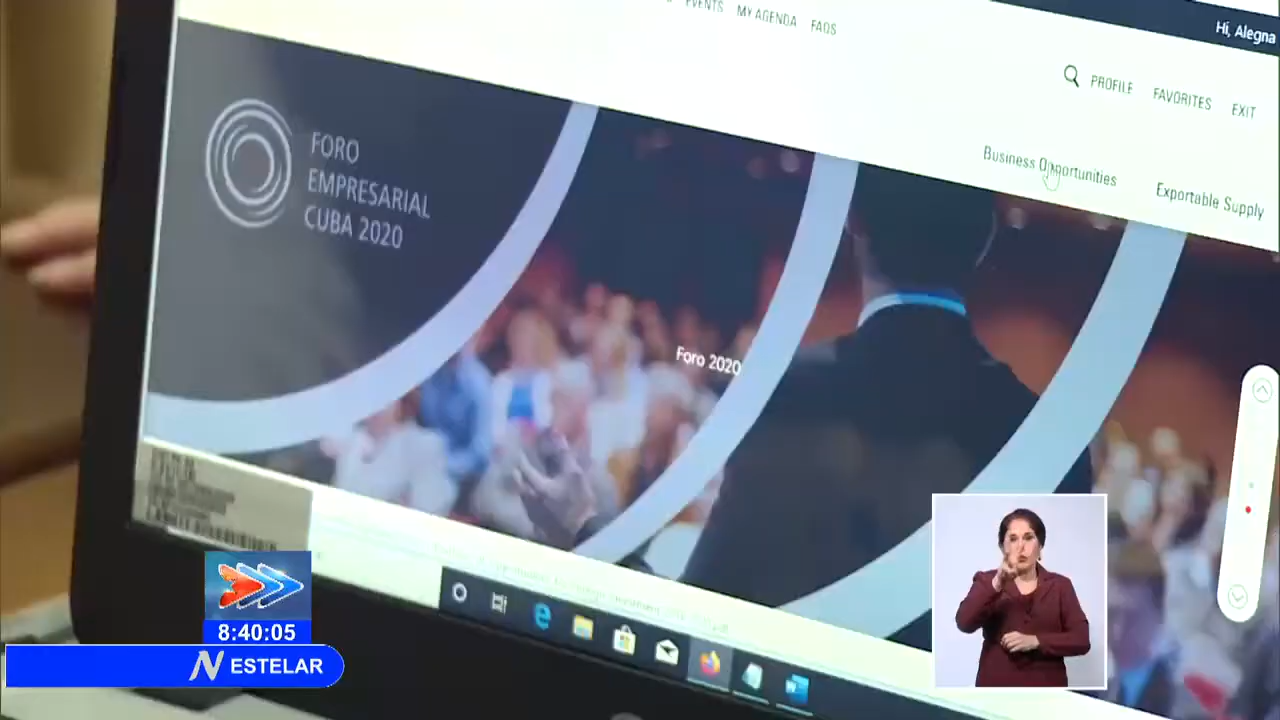 EVENTS MY AGENDA FAQS
Hi, Alegna
PROFILE FAVORITES EXIT
Business Opportunities
Exportable Supply
FORO
EMPRESARIAL
CUBA 2020
Foro 2020
8:40:05
N ESTELAR